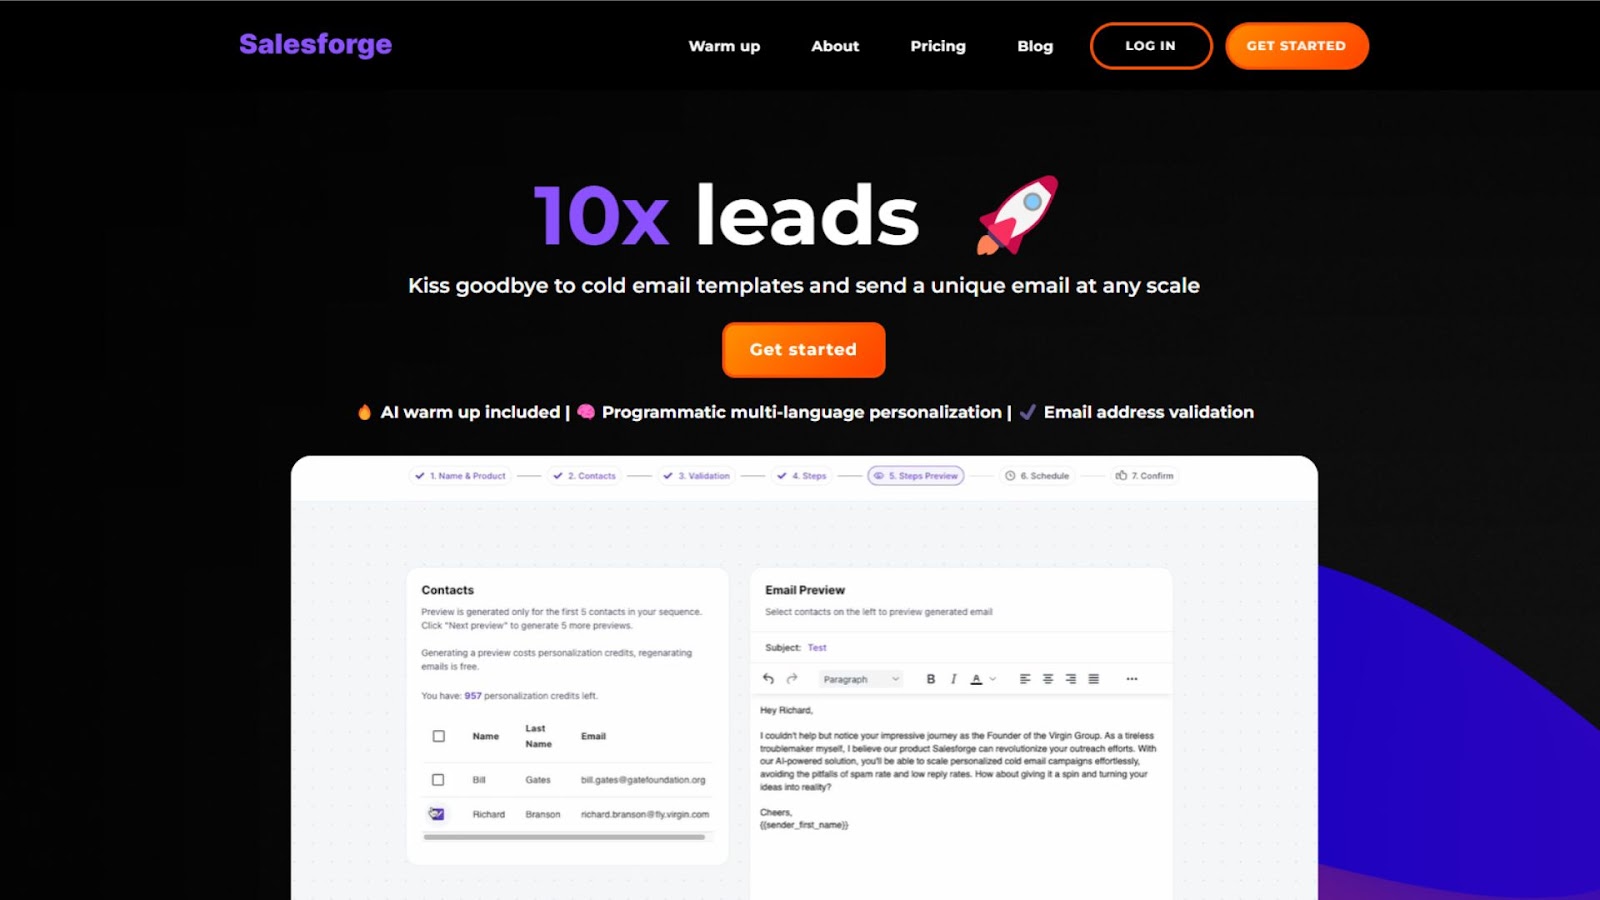 Salesforge
Warm up About Pricing Blog LOG IN GET STARTED
10x leads
Kiss goodbye to cold email templates and send a unique email at any scale
Get started
AI warm up included | Programmatic multi-language personalization | Email address validation
1. Name & Product 2. Contacts 3. Validation 4. Steps 5. Steps Preview 6. Schedule 7. Confirm
Contacts
Preview is generated only for the first 5 contacts in your sequence.
Click "Next preview" to generate 5 more previews.
Generating a preview costs personalization credits, regenarating
emails is free.
You have: 957 personalization credits left.
Name Last Name Email
Bill Gates bill.gates@gatefoundation.org
Richard Branson richard.branson@fly.virgin.com
Email Preview
Select contacts on the left to preview generated email
Subject: Test
Paragraph B I A
Hey Richard,
I couldn't help but notice your impressive journey as the Founder of the Virgin Group. As a tireless
troublemaker myself, I believe our product Salesforge can revolutionize your outreach efforts. With
our AI-powered solution, you'll be able to scale personalized cold email campaigns effortlessly,
avoiding the pitfalls of spam rate and low reply rates. How about giving it a spin and turning your
ideas into reality?
Cheers,
{{sender_first_name}}